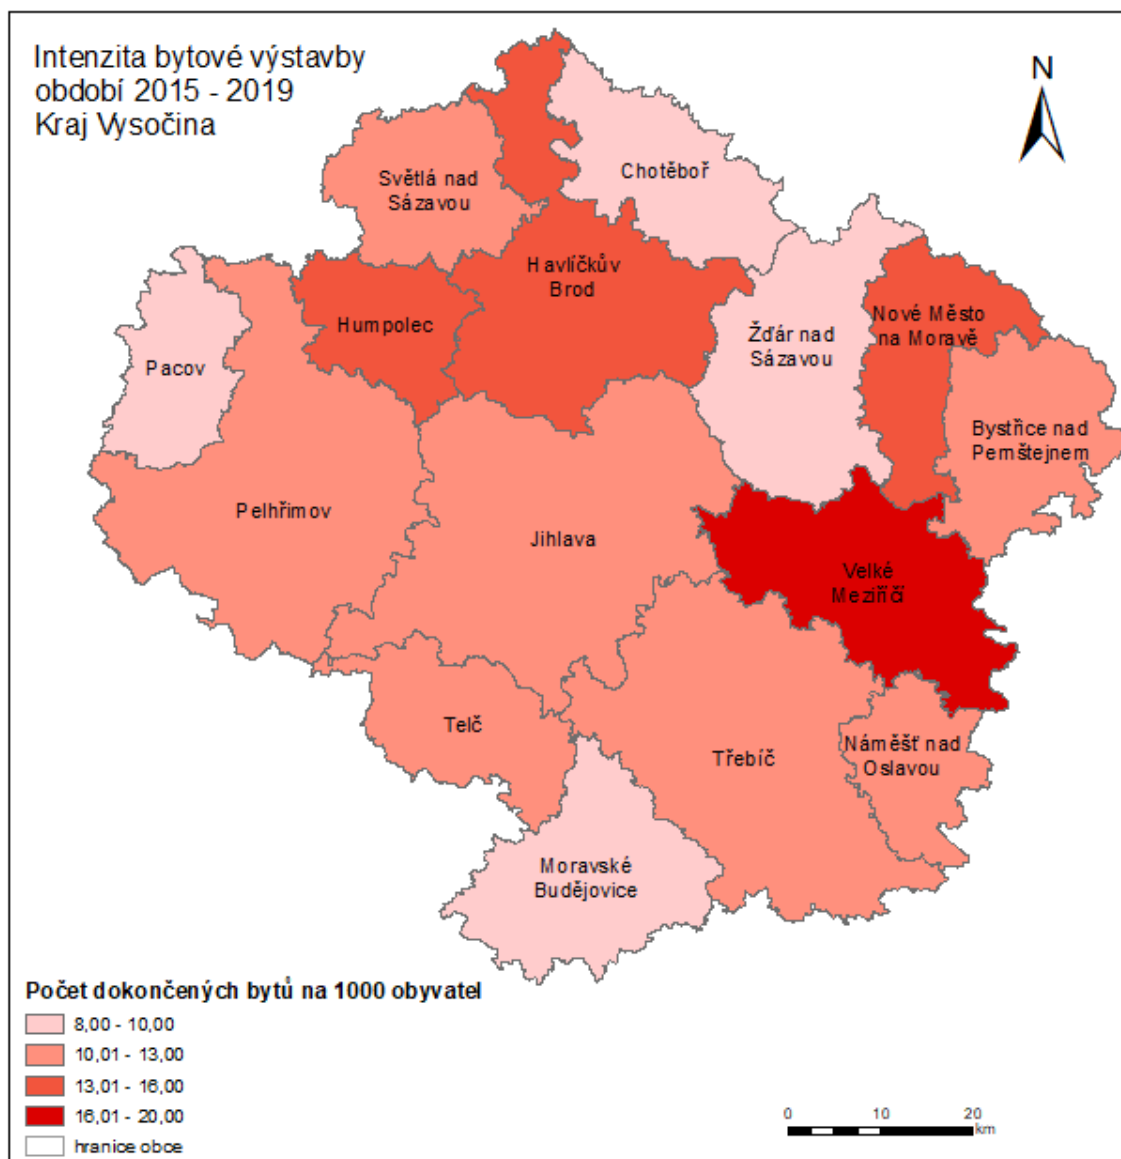 Intenzita bytové výstavby
období 2015 - 2019
Kraj Vysočina
N
Chotěboř
Světlá nad
Sázavou
Havlíčkův
Brod
Humpolec
Nové Město
na Moravě
Žďár nad
Sázavou
Pacov
Bystřice nad
Pernštejnem
Pelhřimov
Jihlava
Velké
Meziříčí
Telč
Třebíč
Náměšť nad
Oslavou
Moravské
Budějovice
Počet dokončených bytů na 1000 obyvatel
8,00 - 10,00
10,01 - 13,00
13,01 - 16,00
16,01 - 20,00
hranice obce
0 10 20
km